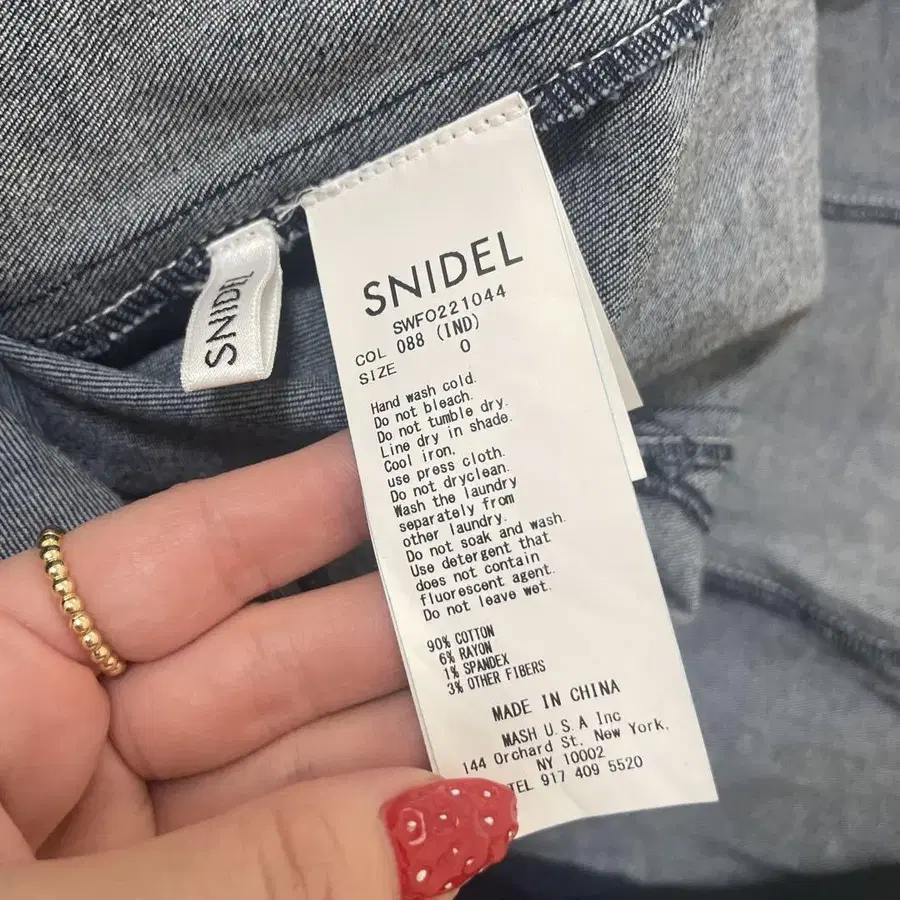 SNIDEL
SNIDEL
SWFO221044
COL 088 (IND)
SIZE 0
Hand wash cold.
Do not bleach.
Do not tumble dry.
Line dry in shade.
Cool iron,
use press cloth.
Do not dryclean.
Wash the laundry
separately from
other laundry.
Do not soak and wash.
Use detergent that
does not contain
fluorescent agent.
Do not leave wet.
90% COTTON
6% RAYON
1% SPANDEX
3% OTHER FIBERS
MADE IN CHINA
MASH U.S.A Inc
144 Orchard St. New York,
NY 10002
TEL 917 409 5520